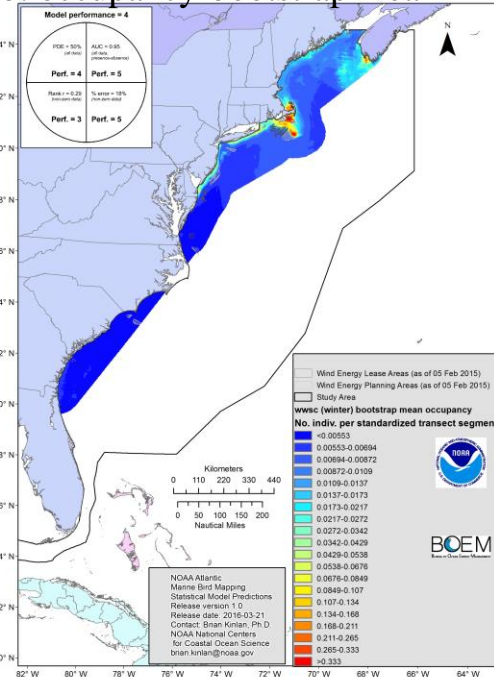 Model performance = 4
PDE = 50%
(all data)
AUC = 0.95
(all data, presence-absence)
Perf. = 4
Perf. = 5
Rank r = 0.29
(non-zero data)
% error = 18%
(non-zero data)
Perf. = 3
Perf. = 5
N
Wind Energy Lease Areas (as of 05 Feb 2015)
Wind Energy Planning Areas (as of 05 Feb 2015)
Study Area
wwsc (winter) bootstrap mean occupancy
No. indiv. per standardized transect segment
<0.00553
0.00553-0.00694
0.00694-0.00872
0.00872-0.0109
0.0109-0.0137
0.0137-0.0173
0.0173-0.0217
0.0217-0.0272
0.0272-0.0342
0.0342-0.0429
0.0429-0.0538
0.0538-0.0676
0.0676-0.0849
0.0849-0.107
0.107-0.134
0.134-0.168
0.168-0.211
0.211-0.265
0.265-0.333
>0.333
NOAA
BOEM
Kilometers
0 55 110 220 330 440
0 50 100 150 200
Nautical Miles
NOAA Atlantic
Marine Bird Mapping
Statistical Model Predictions
Release version 1.0
Release date: 2016-03-21
Contact: Brian Kinlan, Ph.D.
NOAA National Centers
for Coastal Ocean Science
brian.kinlan@noaa.gov
82° W 80° W 78° W 76° W 74° W 72° W 70° W 68° W 66° W 64° W